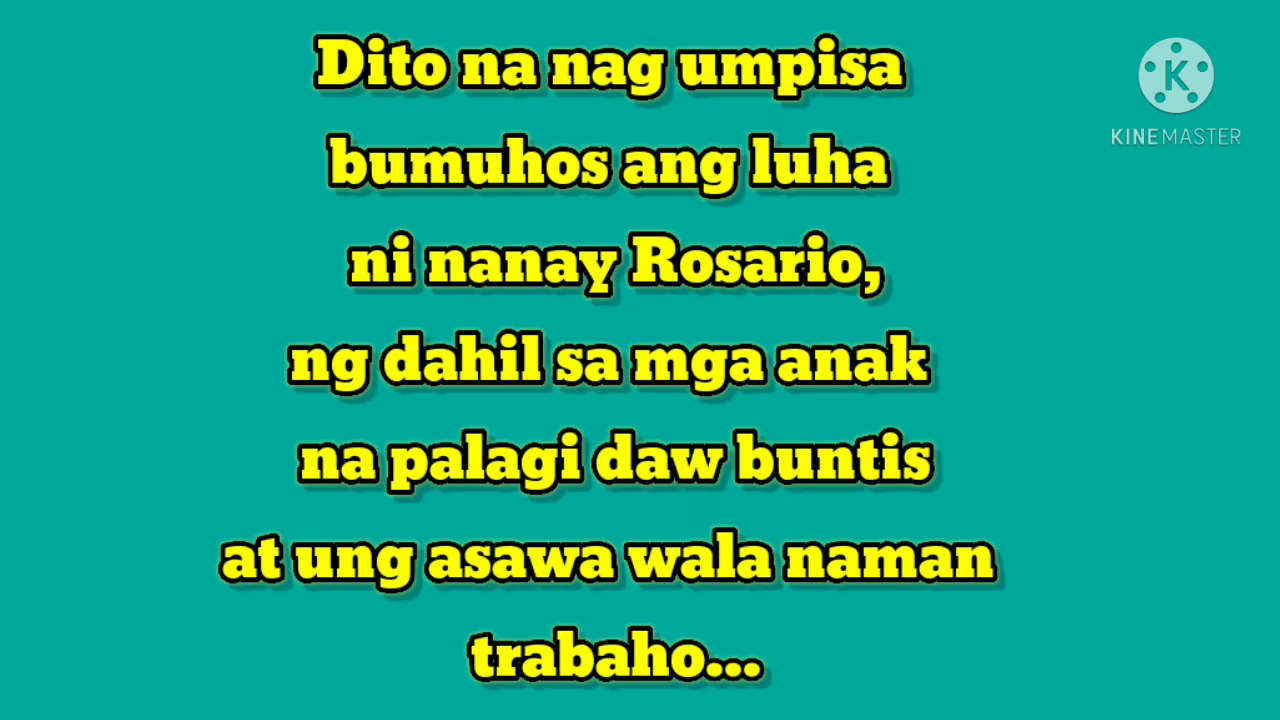 Dito na nag umpisa
bumuhos ang luha
ni nanay Rosario,
ng dahil sa mga anak
na palagi daw buntis
at ung asawa wala naman
trabaho...
K
KINEMASTER